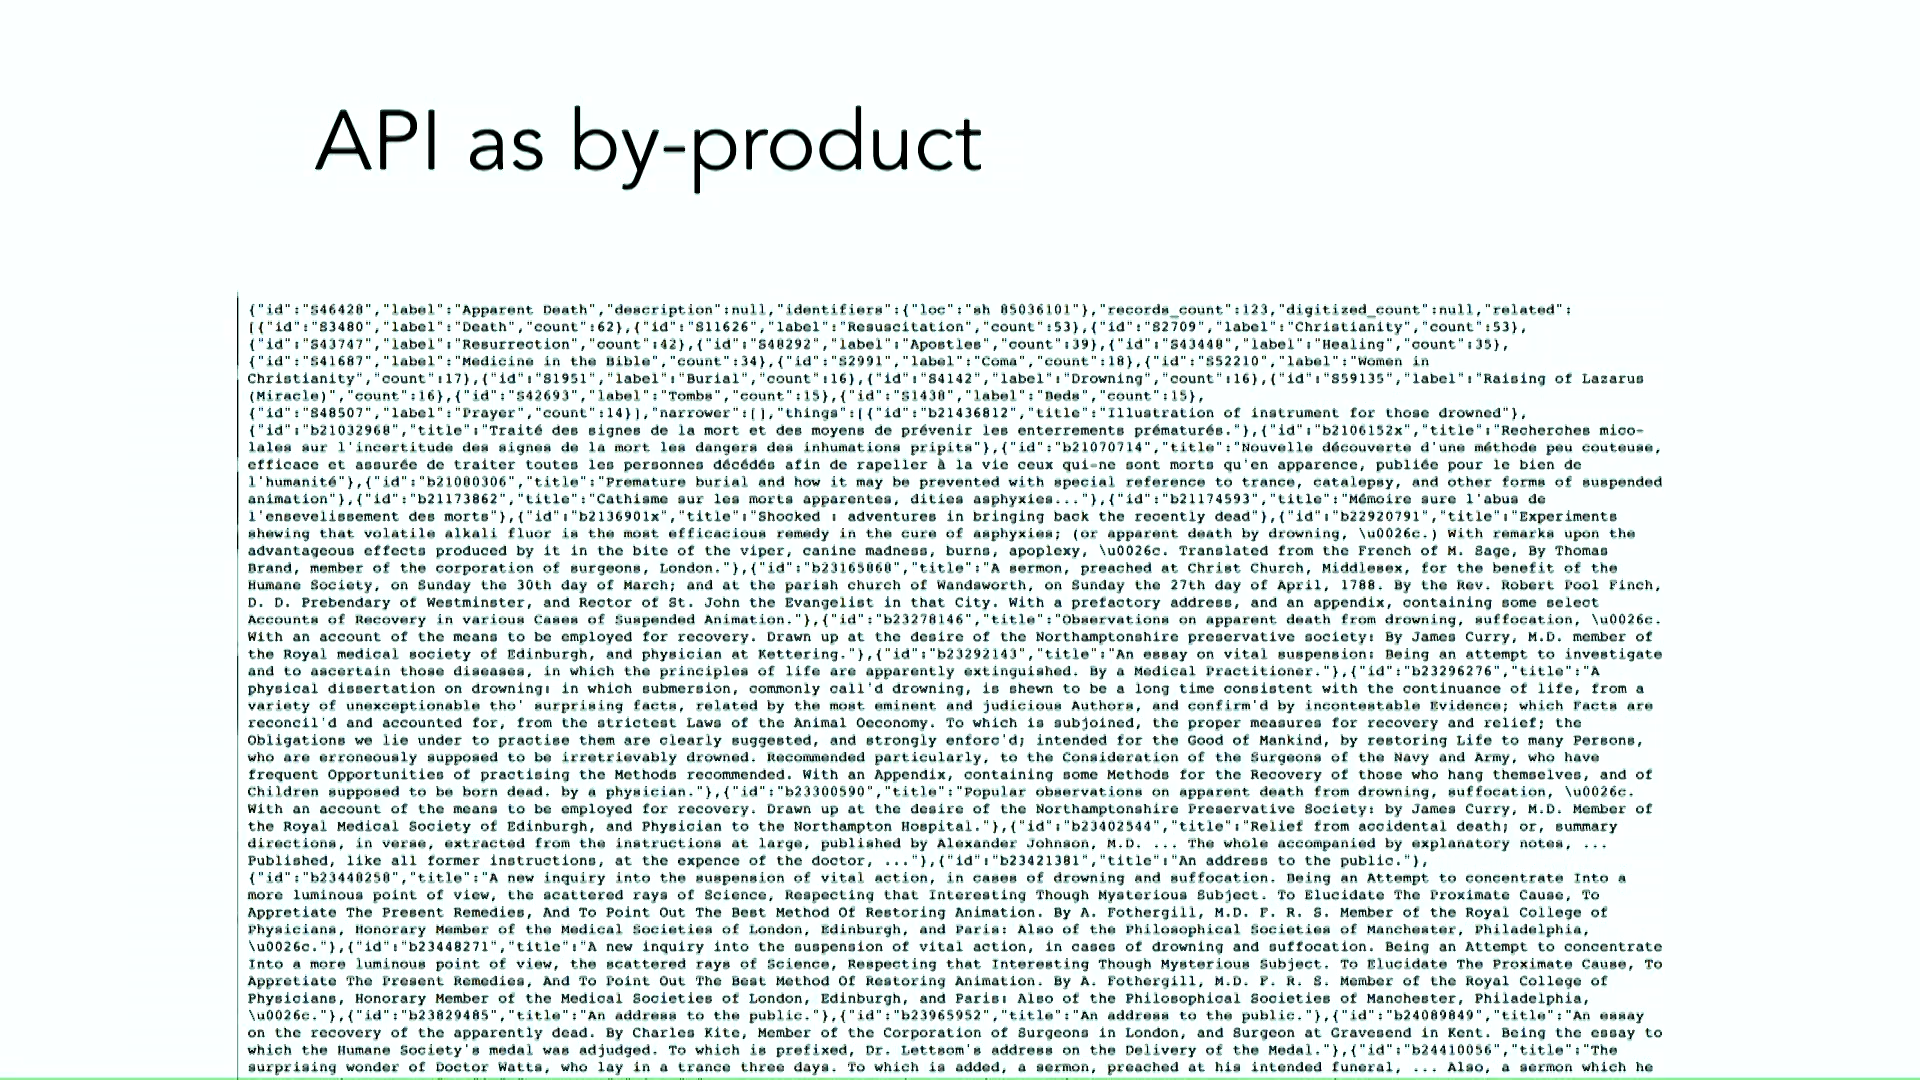 API as by-product
{"id":"S46428","label":"Apparent Death","description":null,"identifiers":{"loc":"sh 85036101"},"records_count":123,"digitized_count":null,"related":
[{"id":"S3480","label":"Death","count":62},{"id":"S11626","label":"Resuscitation","count":53},{"id":"S2709","label":"Christianity","count":53},
{"id":"S43747","label":"Resurrection","count":42},{"id":"S48292","label":"Apostles","count":39},{"id":"S43448","label":"Healing","count":35},
{"id":"S41687","label":"Medicine in the Bible","count":34},{"id":"S2991","label":"Coma","count":18},{"id":"S52210","label":"Women in
Christianity","count":17},{"id":"S1951","label":"Burial","count":16},{"id":"S4142","label":"Drowning","count":16},{"id":"S59135","label":"Raising of Lazarus
(Miracle)","count":16},{"id":"S42693","label":"Tombs","count":15},{"id":"S1438","label":"Beds","count":15},
{"id":"S48507","label":"Prayer","count":14}],"narrower":[],"things":[{"id":"b21436812","title":"Illustration of instrument for those drowned"},
{"id":"b21032968","title":"Traité des signes de la mort et des moyens de prévenir les enterrements prématurés."},{"id":"b2106152x","title":"Recherches mico-
lales sur l'incertitude des signes de la mort les dangers des inhumations pripits"},{"id":"b21070714","title":"Nouvelle découverte d'une méthode peu couteuse,
efficace et assurée de traiter toutes les personnes décédés afin de rapeller à la vie ceux qui-ne sont morts qu'en apparence, publiée pour le bien de
l'humanité"},{"id":"b21080306","title":"Premature burial and how it may be prevented with special reference to trance, catalepsy, and other forms of suspended
animation"},{"id":"b21173862","title":"Cathisme sur les morts apparentes, dities asphyxies..."},{"id":"b21174593","title":"Mémoire sure l'abus de
l'ensevelissement des morts"},{"id":"b2136901x","title":"Shocked : adventures in bringing back the recently dead"},{"id":"b22920791","title":"Experiments
shewing that volatile alkali fluor is the most efficacious remedy in the cure of asphyxies; (or apparent death by drowning, \u0026c.) With remarks upon the
advantageous effects produced by it in the bite of the viper, canine madness, burns, apoplexy, \u0026c. Translated from the French of M. Sage, By Thomas
Brand, member of the corporation of surgeons, London."},{"id":"b23165868","title":"A sermon, preached at Christ Church, Middlesex, for the benefit of the
Humane Society, on Sunday the 30th day of March; and at the parish church of Wandsworth, on Sunday the 27th day of April, 1788. By the Rev. Robert Pool Finch,
D. D. Prebendary of Westminster, and Rector of St. John the Evangelist in that City. With a prefactory address, and an appendix, containing some select
Accounts of Recovery in various Cases of Suspended Animation."},{"id":"b23278146","title":"Observations on apparent death from drowning, suffocation, \u0026c.
With an account of the means to be employed for recovery. Drawn up at the desire of the Northamptonshire preservative society: By James Curry, M.D. member of
the Royal medical society of Edinburgh, and physician at Kettering."},{"id":"b23292143","title":"An essay on vital suspension: Being an attempt to investigate
and to ascertain those diseases, in which the principles of life are apparently extinguished. By a Medical Practitioner."},{"id":"b23296276","title":"A
physical dissertation on drowning: in which submersion, commonly call'd drowning, is shewn to be a long time consistent with the continuance of life, from a
variety of unexceptionable tho' surprising facts, related by the most eminent and judicious Authors, and confirm'd by incontestable Evidence; which Facts are
reconcil'd and accounted for, from the strictest Laws of the Animal Oeconomy. To which is subjoined, the proper measures for recovery and relief; the
Obligations we lie under to practise them are clearly suggested, and strongly enforc'd; intended for the Good of Mankind, by restoring Life to many Persons,
who are erroneously supposed to be irretrievably drowned. Recommended particularly, to the Consideration of the Surgeons of the Navy and Army, who have
frequent Opportunities of practising the Methods recommended. With an Appendix, containing some Methods for the Recovery of those who hang themselves, and of
Children supposed to be born dead. by a physician."},{"id":"b23300590","title":"Popular observations on apparent death from drowning, suffocation, \u0026c.
With an account of the means to be employed for recovery. Drawn up at the desire of the Northamptonshire Preservative Society: by James Curry, M.D. Member of
the Royal Medical Society of Edinburgh, and Physician to the Northampton Hospital."},{"id":"b23402544","title":"Relief from accidental death; or, summary
directions, in verse, extracted from the instructions at large, published by Alexander Johnson, M.D. ... The whole accompanied by explanatory notes, ...
Published, like all former instructions, at the expence of the doctor, ..."},{"id":"b23421381","title":"An address to the public."},
{"id":"b23448258","title":"A new inquiry into the suspension of vital action, in cases of drowning and suffocation. Being an Attempt to concentrate Into a
more luminous point of view, the scattered rays of Science, Respecting that Interesting Though Mysterious Subject. To Elucidate The Proximate Cause, To
Appretiate The Present Remedies, And To Point Out The Best Method Of Restoring Animation. By A. Fothergill, M.D. F. R. S. Member of the Royal College of
Physicians, Honorary Member of the Medical Societies of London, Edinburgh, and Paris: Also of the Philosophical Societies of Manchester, Philadelphia,
\u0026c."},{"id":"b23448271","title":"A new inquiry into the suspension of vital action, in cases of drowning and suffocation. Being an Attempt to concentrate
Into a more luminous point of view, the scattered rays of Science, Respecting that Interesting Though Mysterious Subject. To Elucidate The Proximate Cause, To
Appretiate The Present Remedies, And To Point Out The Best Method Of Restoring Animation. By A. Fothergill, M.D. F. R. S. Member of the Royal College of
Physicians, Honorary Member of the Medical Societies of London, Edinburgh, and Paris: Also of the Philosophical Societies of Manchester, Philadelphia,
\u0026c."},{"id":"b23829485","title":"An address to the public."},{"id":"b23965952","title":"An address to the public."},{"id":"b24089849","title":"An essay
on the recovery of the apparently dead. By Charles Kite, Member of the Corporation of Surgeons in London, and Surgeon at Gravesend in Kent. Being the essay to
which the Humane Society's medal was adjudged. To which is prefixed, Dr. Lettsom's address on the Delivery of the Medal."},{"id":"b24410056","title":"The
surprising wonder of Doctor Watts, who lay in a trance three days. To which is added, a sermon, preached at his intended funeral, ... Also, a sermon which he